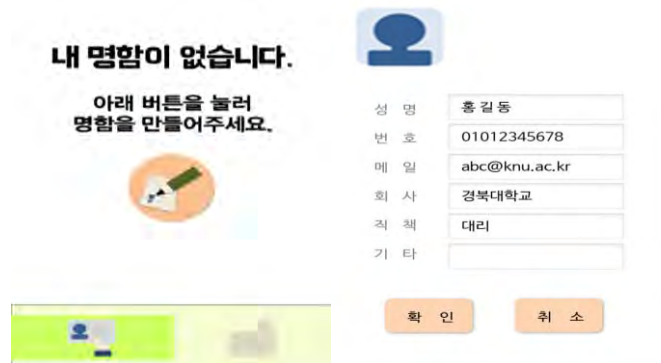 내 명함이 없습니다.
아래 버튼을 눌러
명함을 만들어주세요.
성 명 홍길동
번 호 01012345678
메 일 abc@knu.ac.kr
회 사 경북대학교
직 책 대리
기 타
확 인 취 소